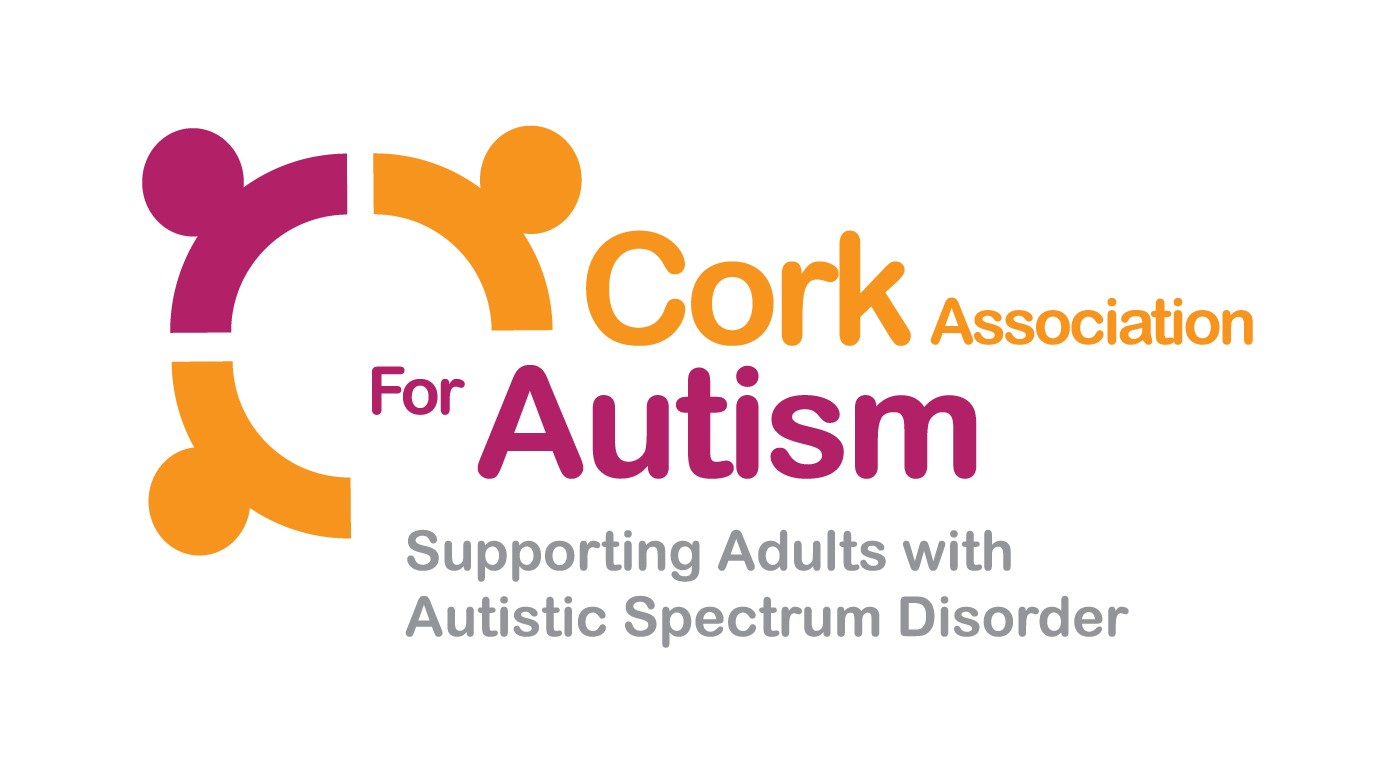 Cork Association
For Autism
Supporting Adults with
Autistic Spectrum Disorder